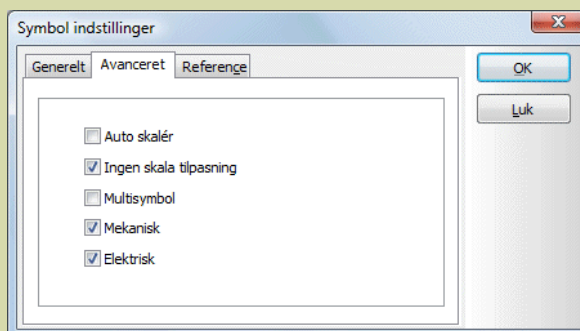 Symbol indstillinger
Generelt
Avanceret
Reference
OK
Luk
Auto skalér
Ingen skala tilpasning
Multisymbol
Mekanisk
Elektrisk